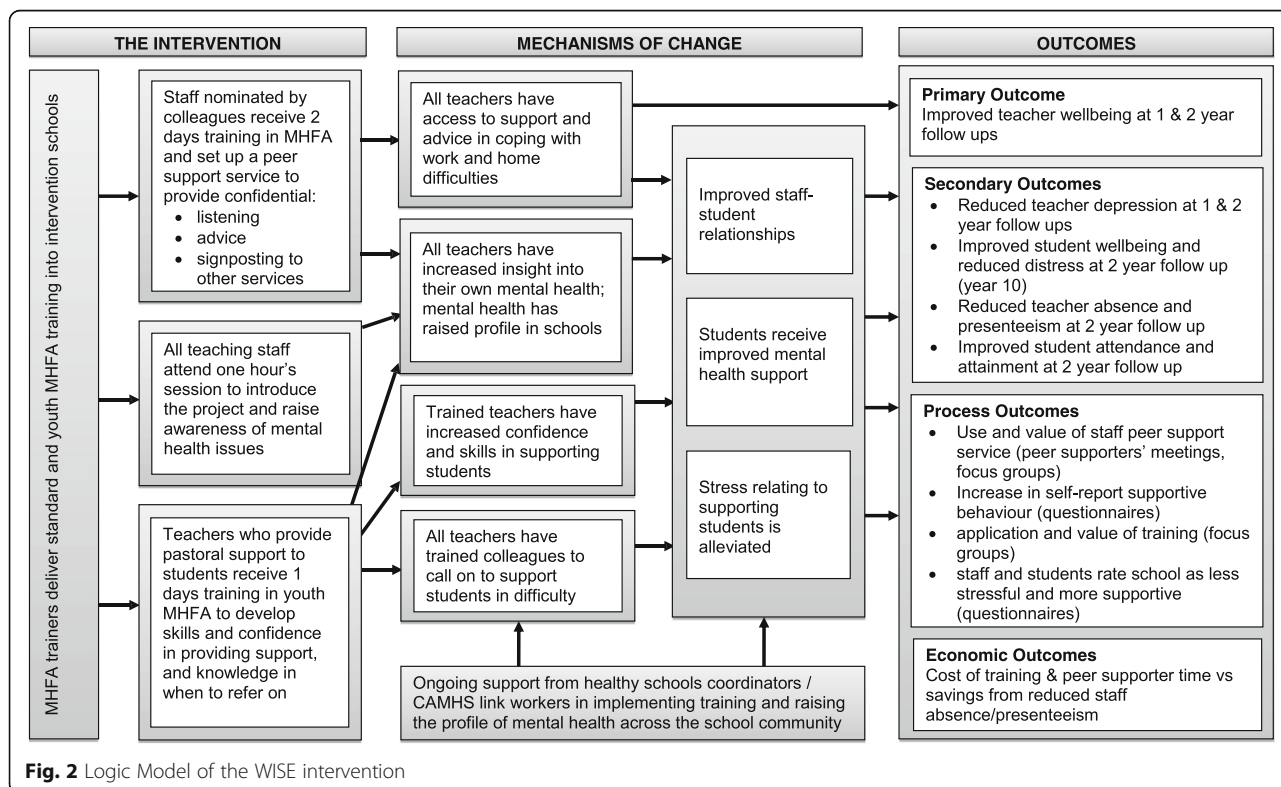 THE INTERVENTION
MECHANISMS OF CHANGE
OUTCOMES
MHFA trainers deliver standard and youth MHFA training into intervention schools
Staff nominated by
colleagues receive 2
days training in MHFA
and set up a peer
support service to
provide confidential:
• listening
• advice
• signposting to
other services
All teaching staff
attend one hour's
session to introduce
the project and raise
awareness of mental
health issues
Teachers who provide
pastoral support to
students receive 1
days training in youth
MHFA to develop
skills and confidence
in providing support,
and knowledge in
when to refer on
All teachers have
access to support and
advice in coping with
work and home
difficulties
All teachers have
increased insight into
their own mental health;
mental health has
raised profile in schools
Trained teachers have
increased confidence
and skills in supporting
students
All teachers have
trained colleagues to
call on to support
students in difficulty
Improved staff-
student
relationships
Students receive
improved mental
health support
Stress relating to
supporting
students is
alleviated
Ongoing support from healthy schools coordinators /
CAMHS link workers in implementing training and raising
the profile of mental health across the school community
Primary Outcome
Improved teacher wellbeing at 1 & 2 year
follow ups
Secondary Outcomes
• Reduced teacher depression at 1 & 2
year follow ups
• Improved student wellbeing and
reduced distress at 2 year follow up
(year 10)
• Reduced teacher absence and
presenteeism at 2 year follow up
• Improved student attendance and
attainment at 2 year follow up
Process Outcomes
• Use and value of staff peer support
service (peer supporters' meetings,
focus groups)
• Increase in self-report supportive
behaviour (questionnaires)
• application and value of training (focus
groups)
• staff and students rate school as less
stressful and more supportive
(questionnaires)
Economic Outcomes
Cost of training & peer supporter time vs
savings from reduced staff
absence/presenteeism
Fig. 2 Logic Model of the WISE intervention